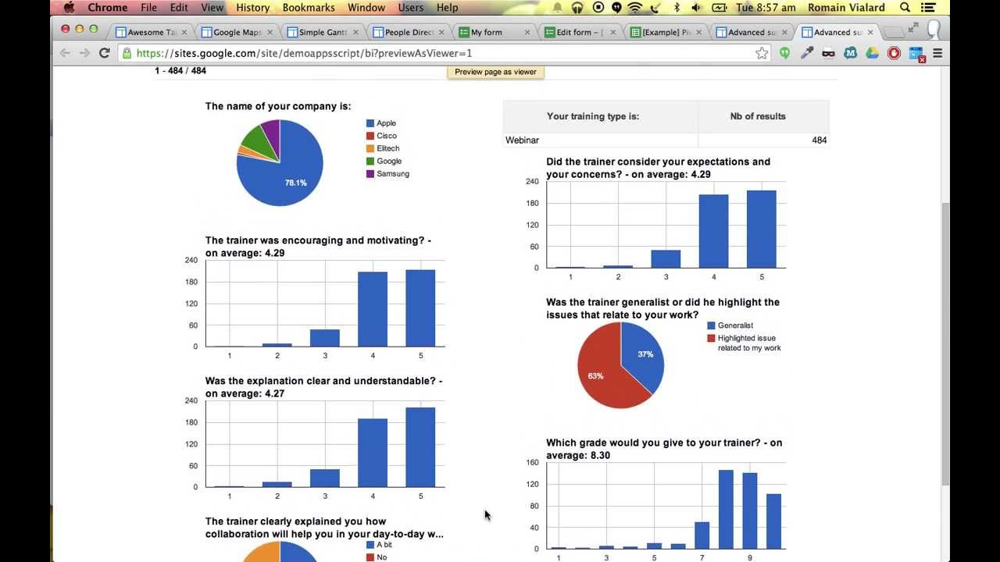 Chrome File Edit View History Bookmarks Window Users Help Tue 8:57 am Romain Vialard
Awesome Ta Google Maps Simple Gantt People Direct My form Edit form – [ [Example] Pi Advanced su Advanced su
https://sites.google.com/site/demoappsscript/bi?previewAsViewer=1
1 - 484 / 484
Preview page as viewer
The name of your company is:
Apple
Cisco
Elitech
Google
Samsung
78.1%
Your training type is: Nb of results
Webinar 484
Did the trainer consider your expectations and
your concerns? - on average: 4.29
240
180
120
60
0
1 2 3 4 5
The trainer was encouraging and motivating? -
on average: 4.29
240
180
120
60
0
1 2 3 4 5
Was the trainer generalist or did he highlight the
issues that relate to your work?
Generalist
Highlighted issue
related to my work
37%
63%
Was the explanation clear and understandable? -
on average: 4.27
240
180
120
60
0
1 2 3 4 5
Which grade would you give to your trainer? - on
average: 8.30
160
120
80
40
0
1 3 5 7 9
The trainer clearly explained you how
collaboration will help you in your day-to-day w...
A bit
No